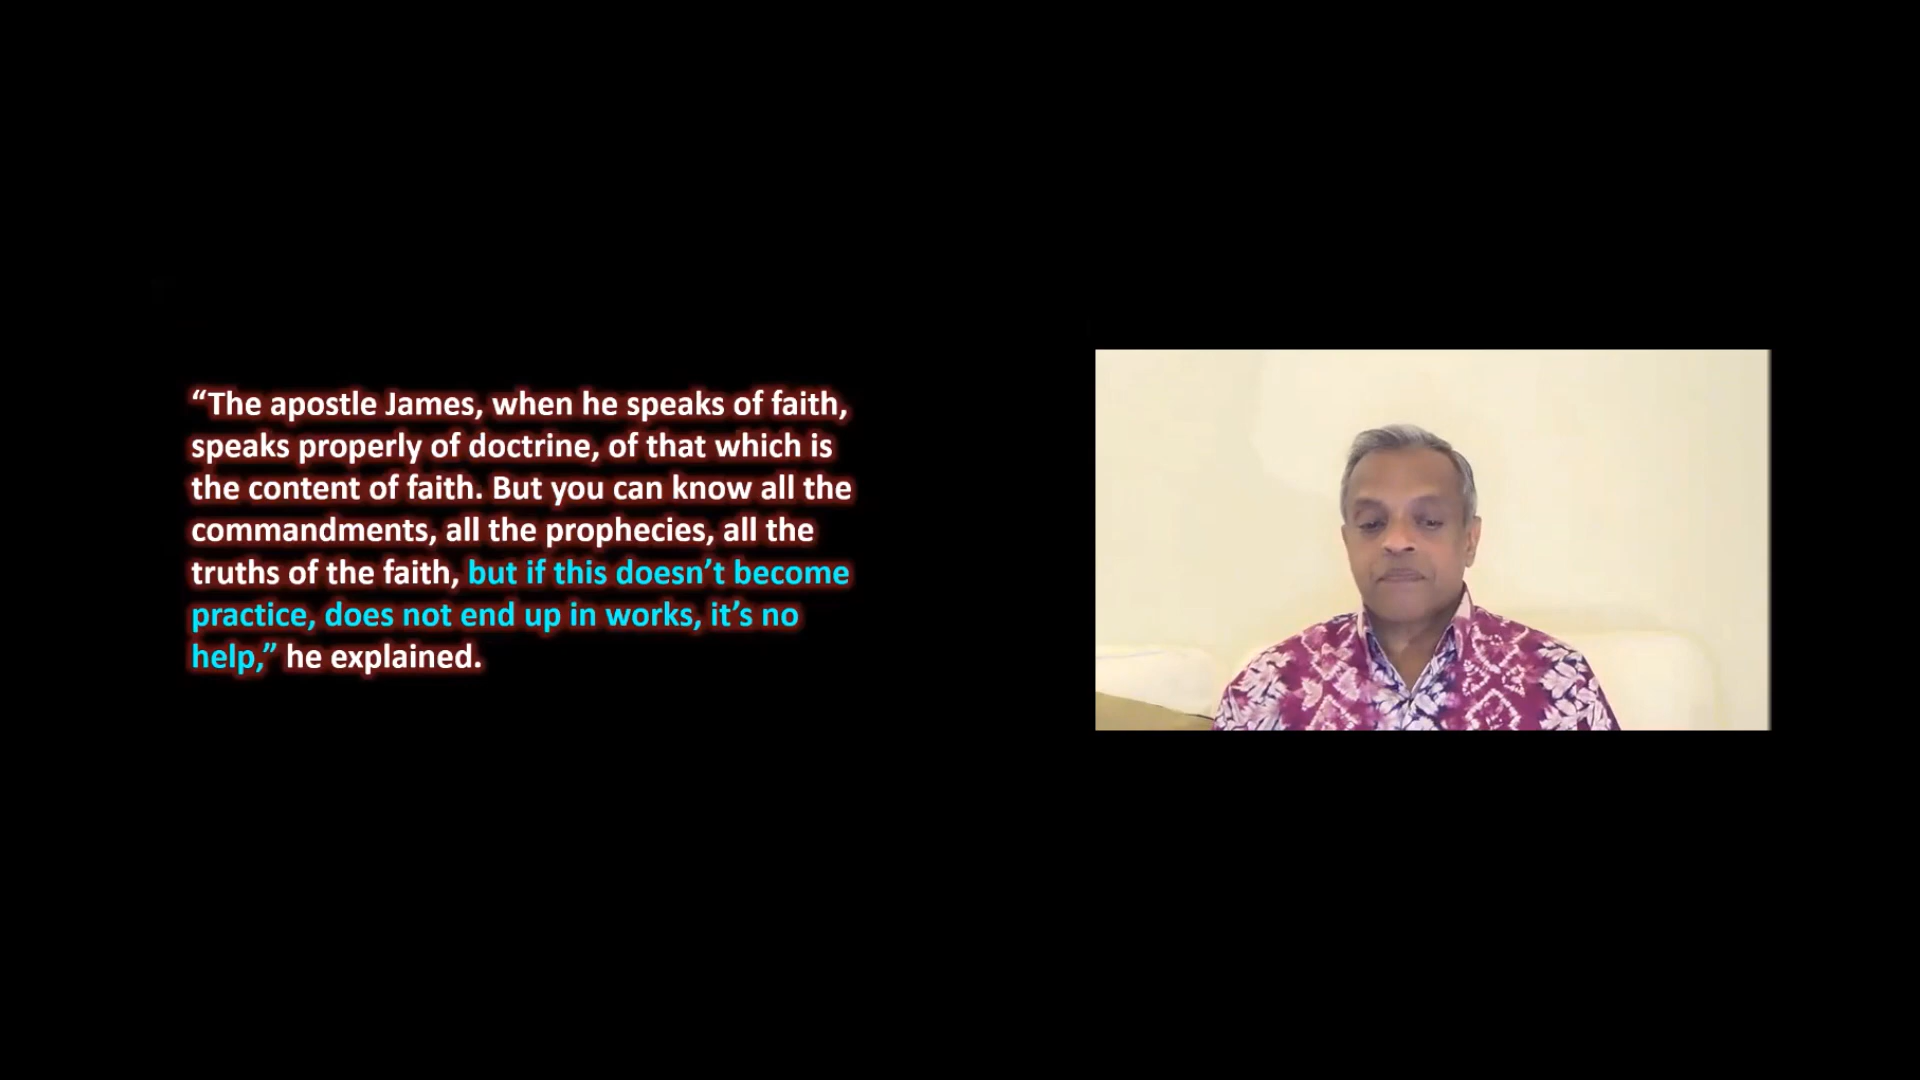 “The apostle James, when he speaks of faith,
speaks properly of doctrine, of that which is
the content of faith. But you can know all the
commandments, all the prophecies, all the
truths of the faith, but if this doesn’t become
practice, does not end up in works, it’s no
help,” he explained.